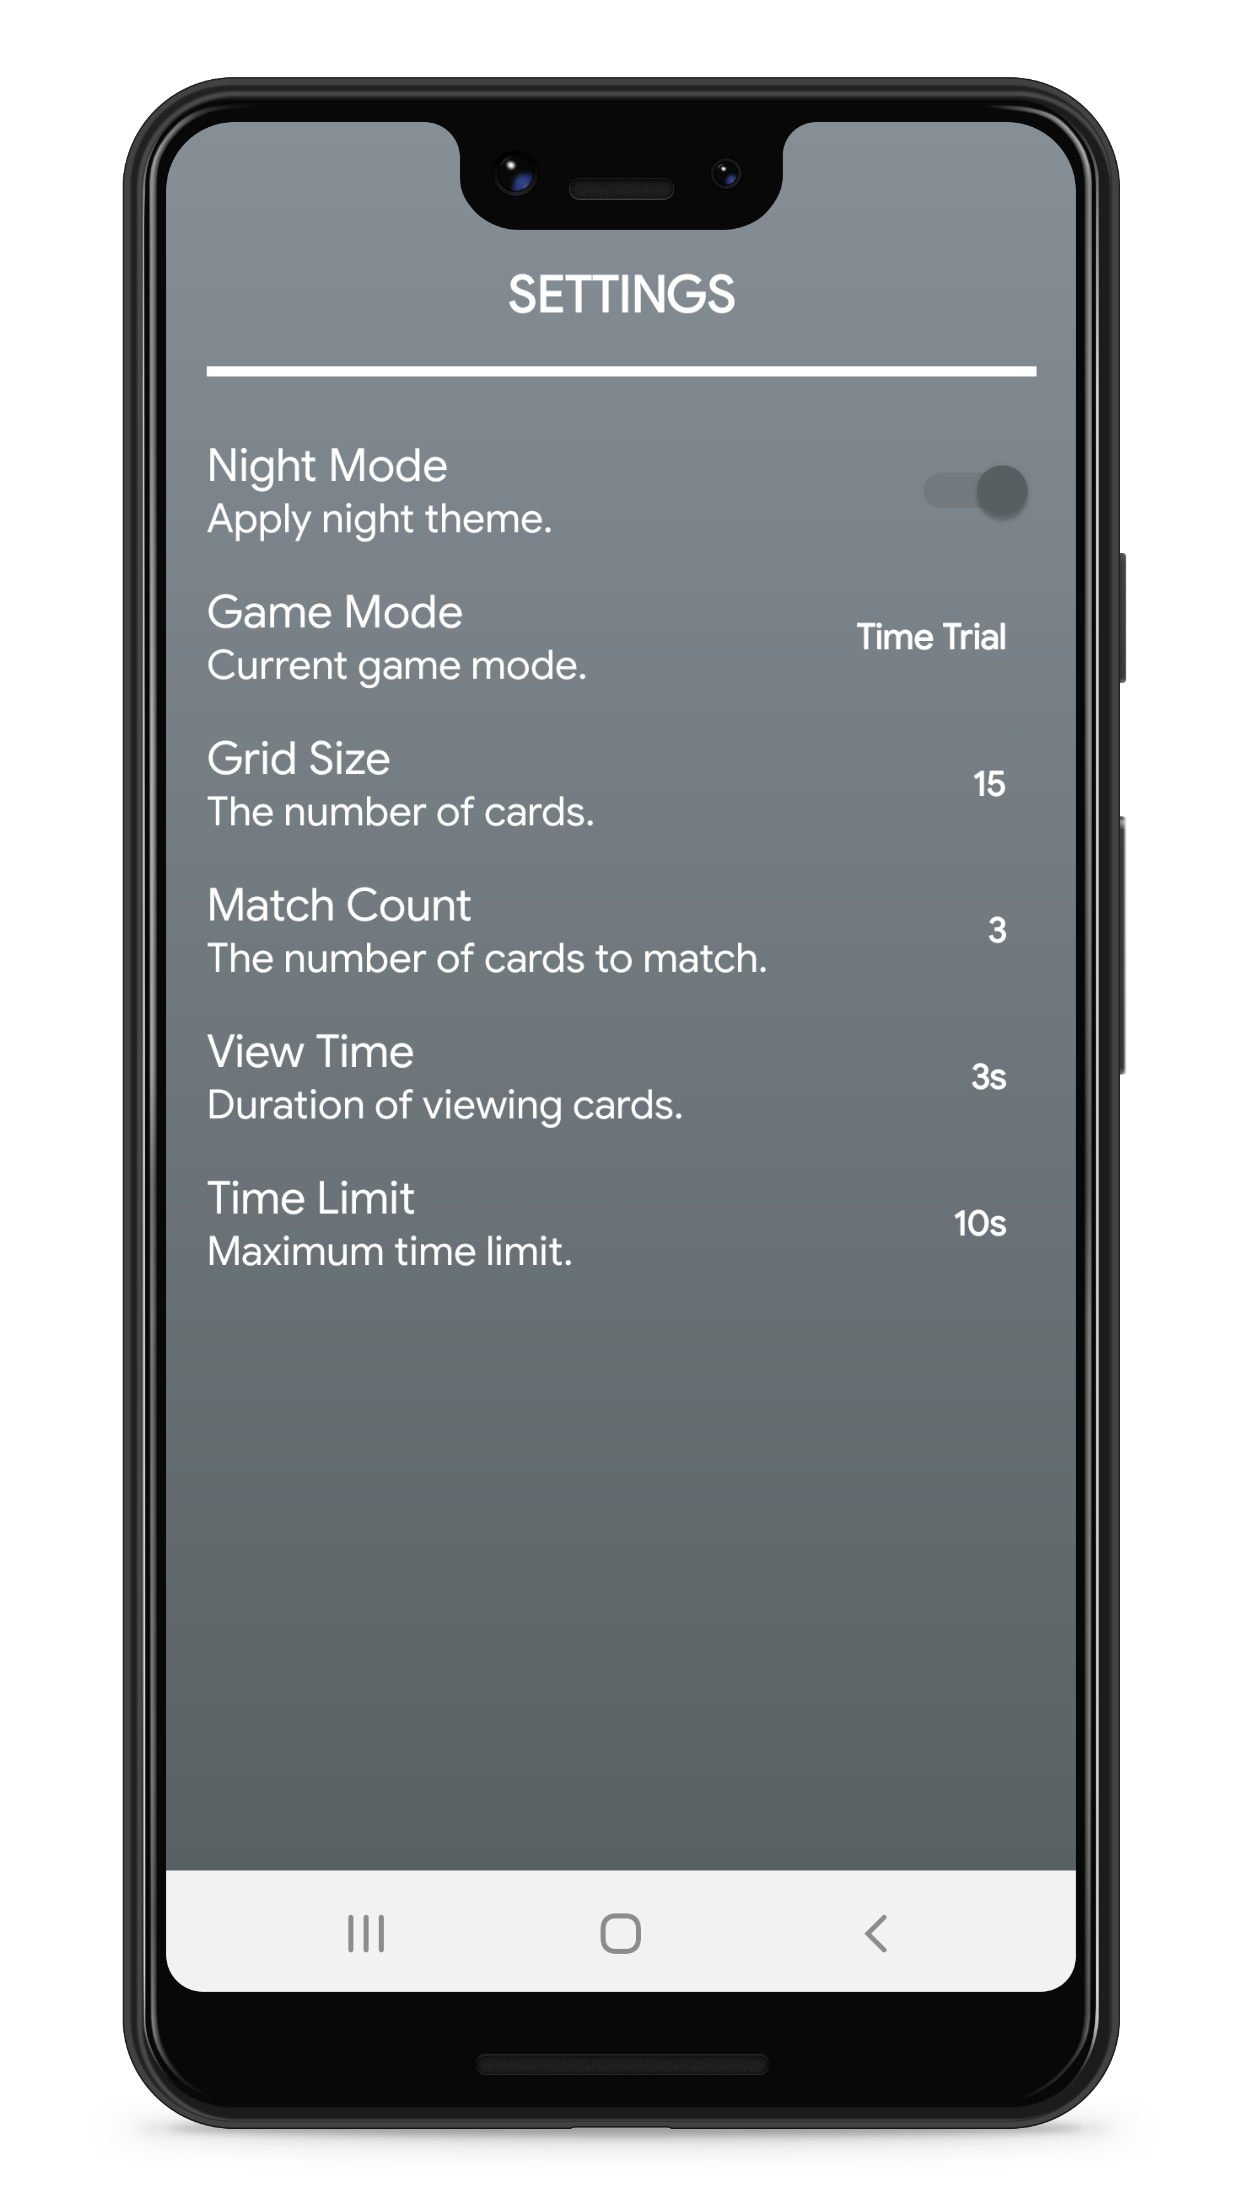 SETTINGS
Night Mode
Apply night theme.
Game Mode
Current game mode.
Time Trial
Grid Size
The number of cards.
15
Match Count
The number of cards to match.
3
View Time
Duration of viewing cards.
3s
Time Limit
Maximum time limit.
10s